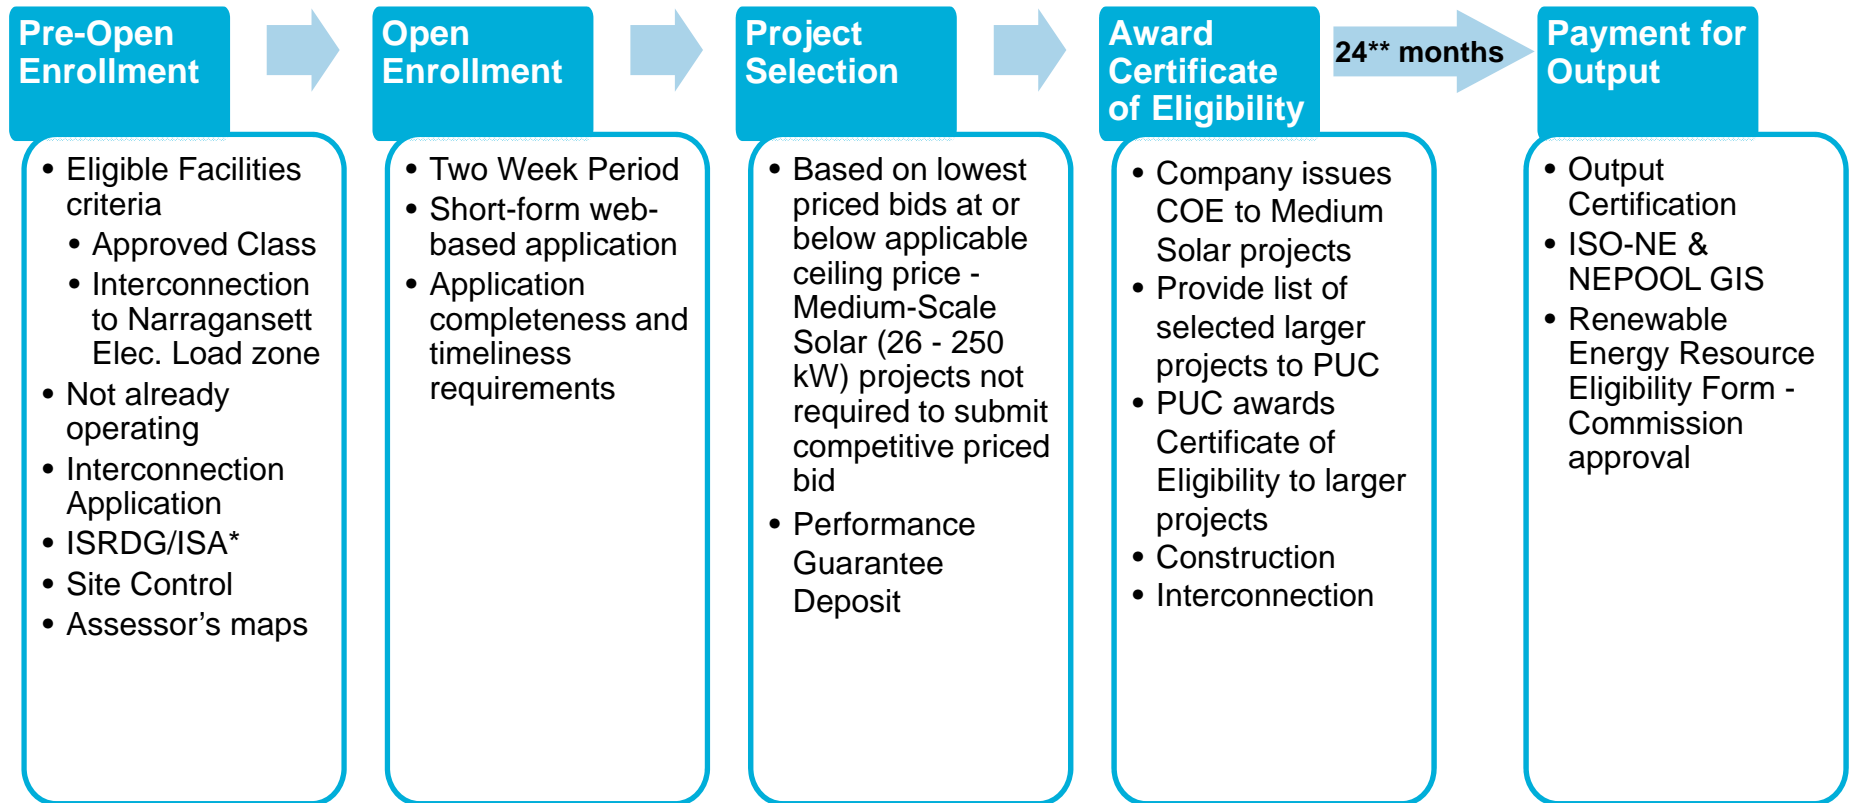 Pre-Open
Enrollment
• Eligible Facilities
criteria
• Approved Class
• Interconnection
to Narragansett
Elec. Load zone
• Not already
operating
• Interconnection
Application
• ISRDG/ISA*
• Site Control
• Assessor’s maps
Open
Enrollment
• Two Week Period
• Short-form web-
based application
• Application
completeness and
timeliness
requirements
Project
Selection
• Based on lowest
priced bids at or
below applicable
ceiling price -
Medium-Scale
Solar (26 - 250
kW) projects not
required to submit
competitive priced
bid
• Performance
Guarantee
Deposit
Award
Certificate
of Eligibility
• Company issues
COE to Medium
Solar projects
• Provide list of
selected larger
projects to PUC
• PUC awards
Certificate of
Eligibility to larger
projects
• Construction
• Interconnection
24** months
Payment for
Output
• Output
Certification
• ISO-NE &
NEPOOL GIS
• Renewable
Energy Resource
Eligibility Form -
Commission
approval